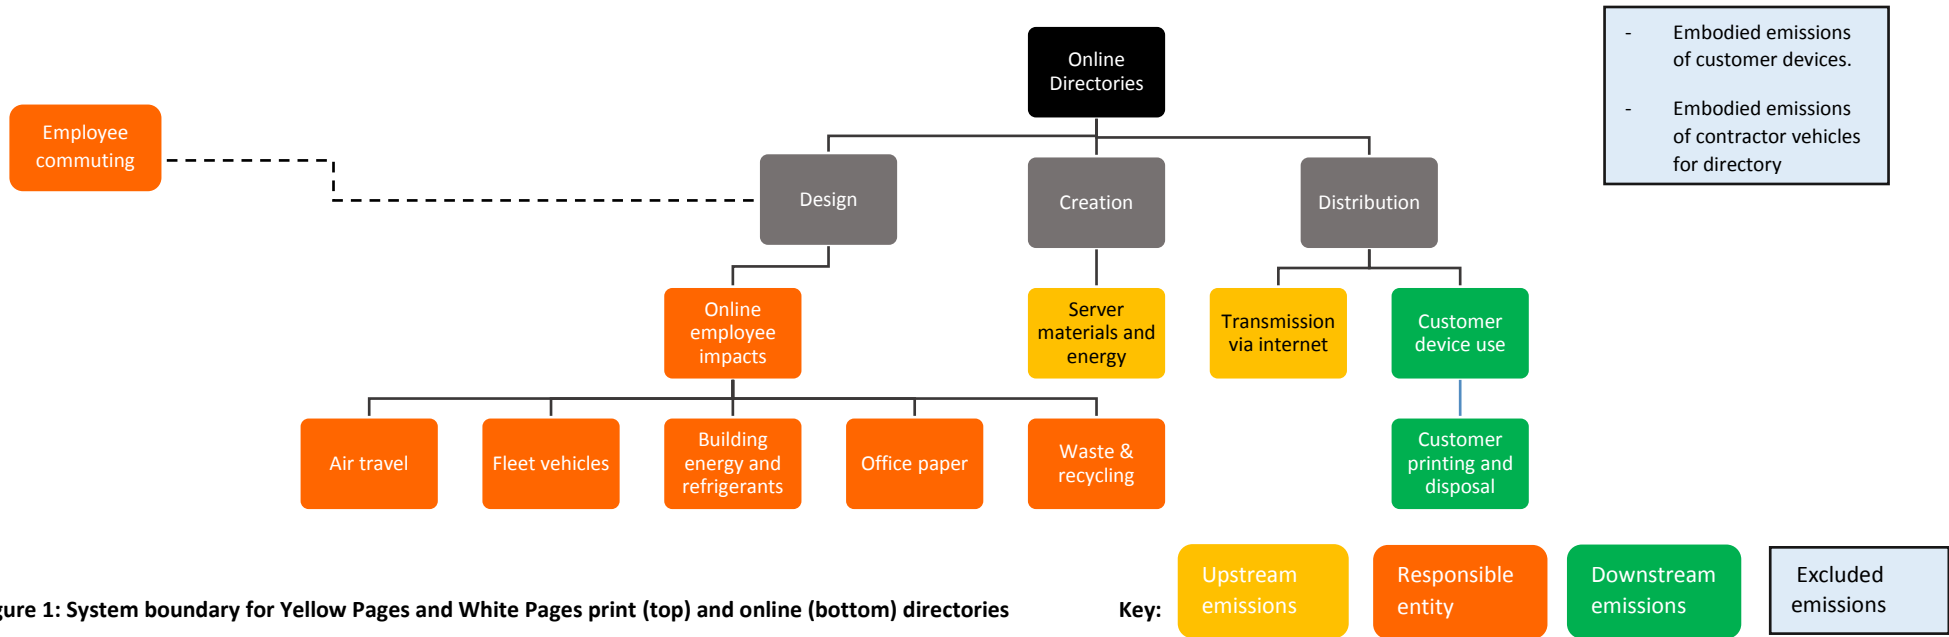 Online
Directories
- Embodied emissions
of customer devices.
- Embodied emissions
of contractor vehicles
for directory
Employee
commuting
Design
Creation
Distribution
Online
employee
impacts
Server
materials and
energy
Transmission
via internet
Customer
device use
Air travel
Fleet vehicles
Building
energy and
refrigerants
Office paper
Waste &
recycling
Customer
printing and
disposal
gure 1: System boundary for Yellow Pages and White Pages print (top) and online (bottom) directories
Key:
Upstream
emissions
Responsible
entity
Downstream
emissions
Excluded
emissions